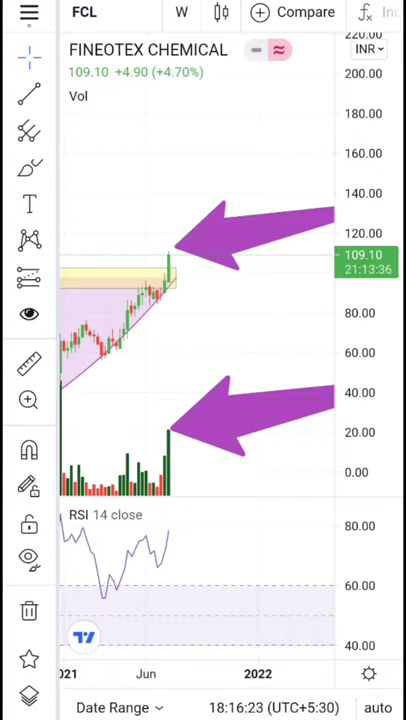 FCL W Compare fx In
FINEOTEX CHEMICAL
109.10 +4.90 (+4.70%)
Vol
INR
220.00
200.00
180.00
160.00
140.00
120.00
109.10
21:13:36
80.00
60.00
40.00
20.00
0.00
RSI 14 close
80.00
60.00
40.00
2021 Jun 2022
Date Range 18:16:23 (UTC+5:30) auto